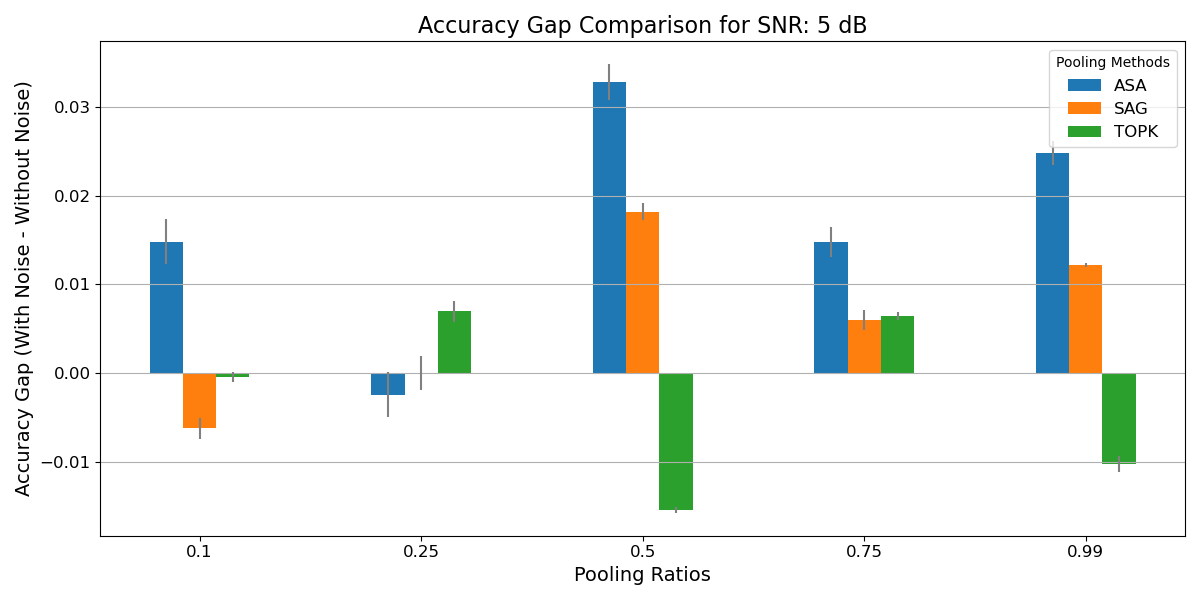 Accuracy Gap Comparison for SNR: 5 dB
Accuracy Gap (With Noise - Without Noise)
0.03
0.02
0.01
0.00
−0.01
Pooling Methods
ASA
SAG
TOPK
0.1
0.25
0.5
0.75
0.99
Pooling Ratios